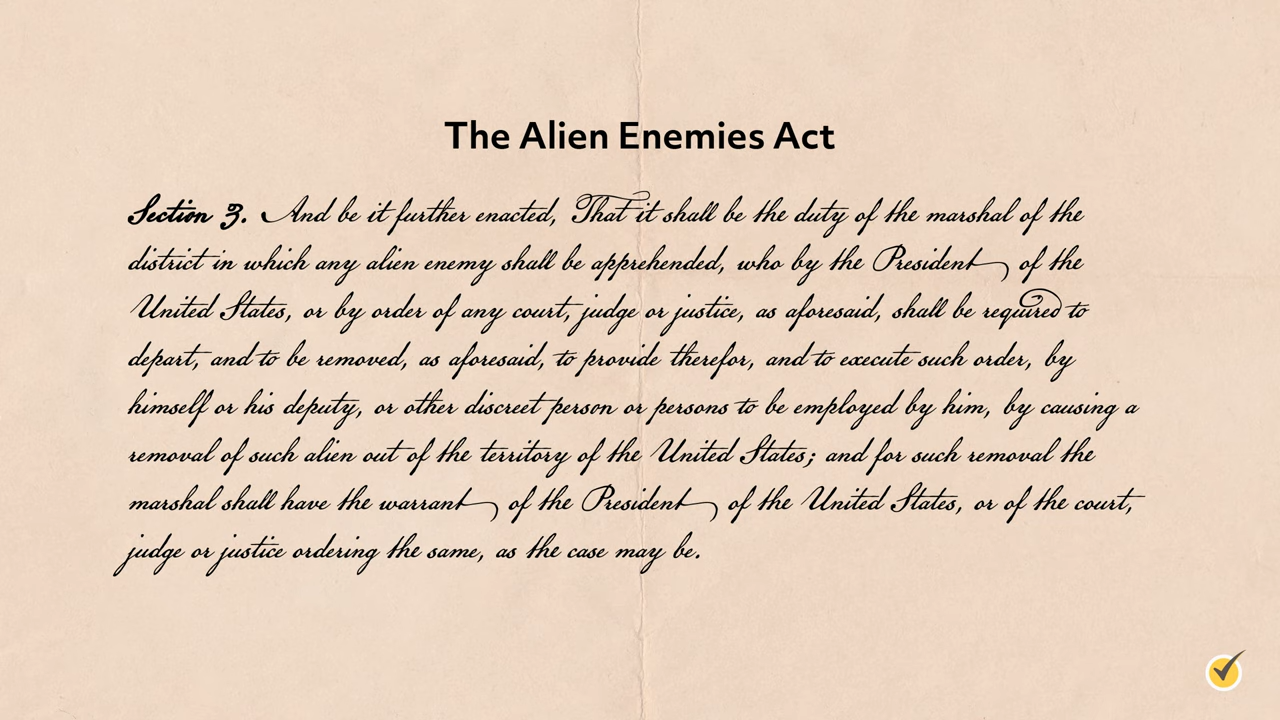 The Alien Enemies Act
Section 3. And be it further enacted, That it shall be the duty of the marshal of the
district in which any alien enemy shall be apprehended, who by the President of the
United States, or by order of any court, judge or justice, as aforesaid, shall be required to
depart, and to be removed, as aforesaid, to provide therefor, and to execute such order, by
himself or his deputy, or other discreet person or persons to be employed by him, by causing a
removal of such alien out of the territory of the United States; and for such removal the
marshal shall have the warrant of the President of the United States, or of the court,
judge or justice ordering the same, as the case may be.